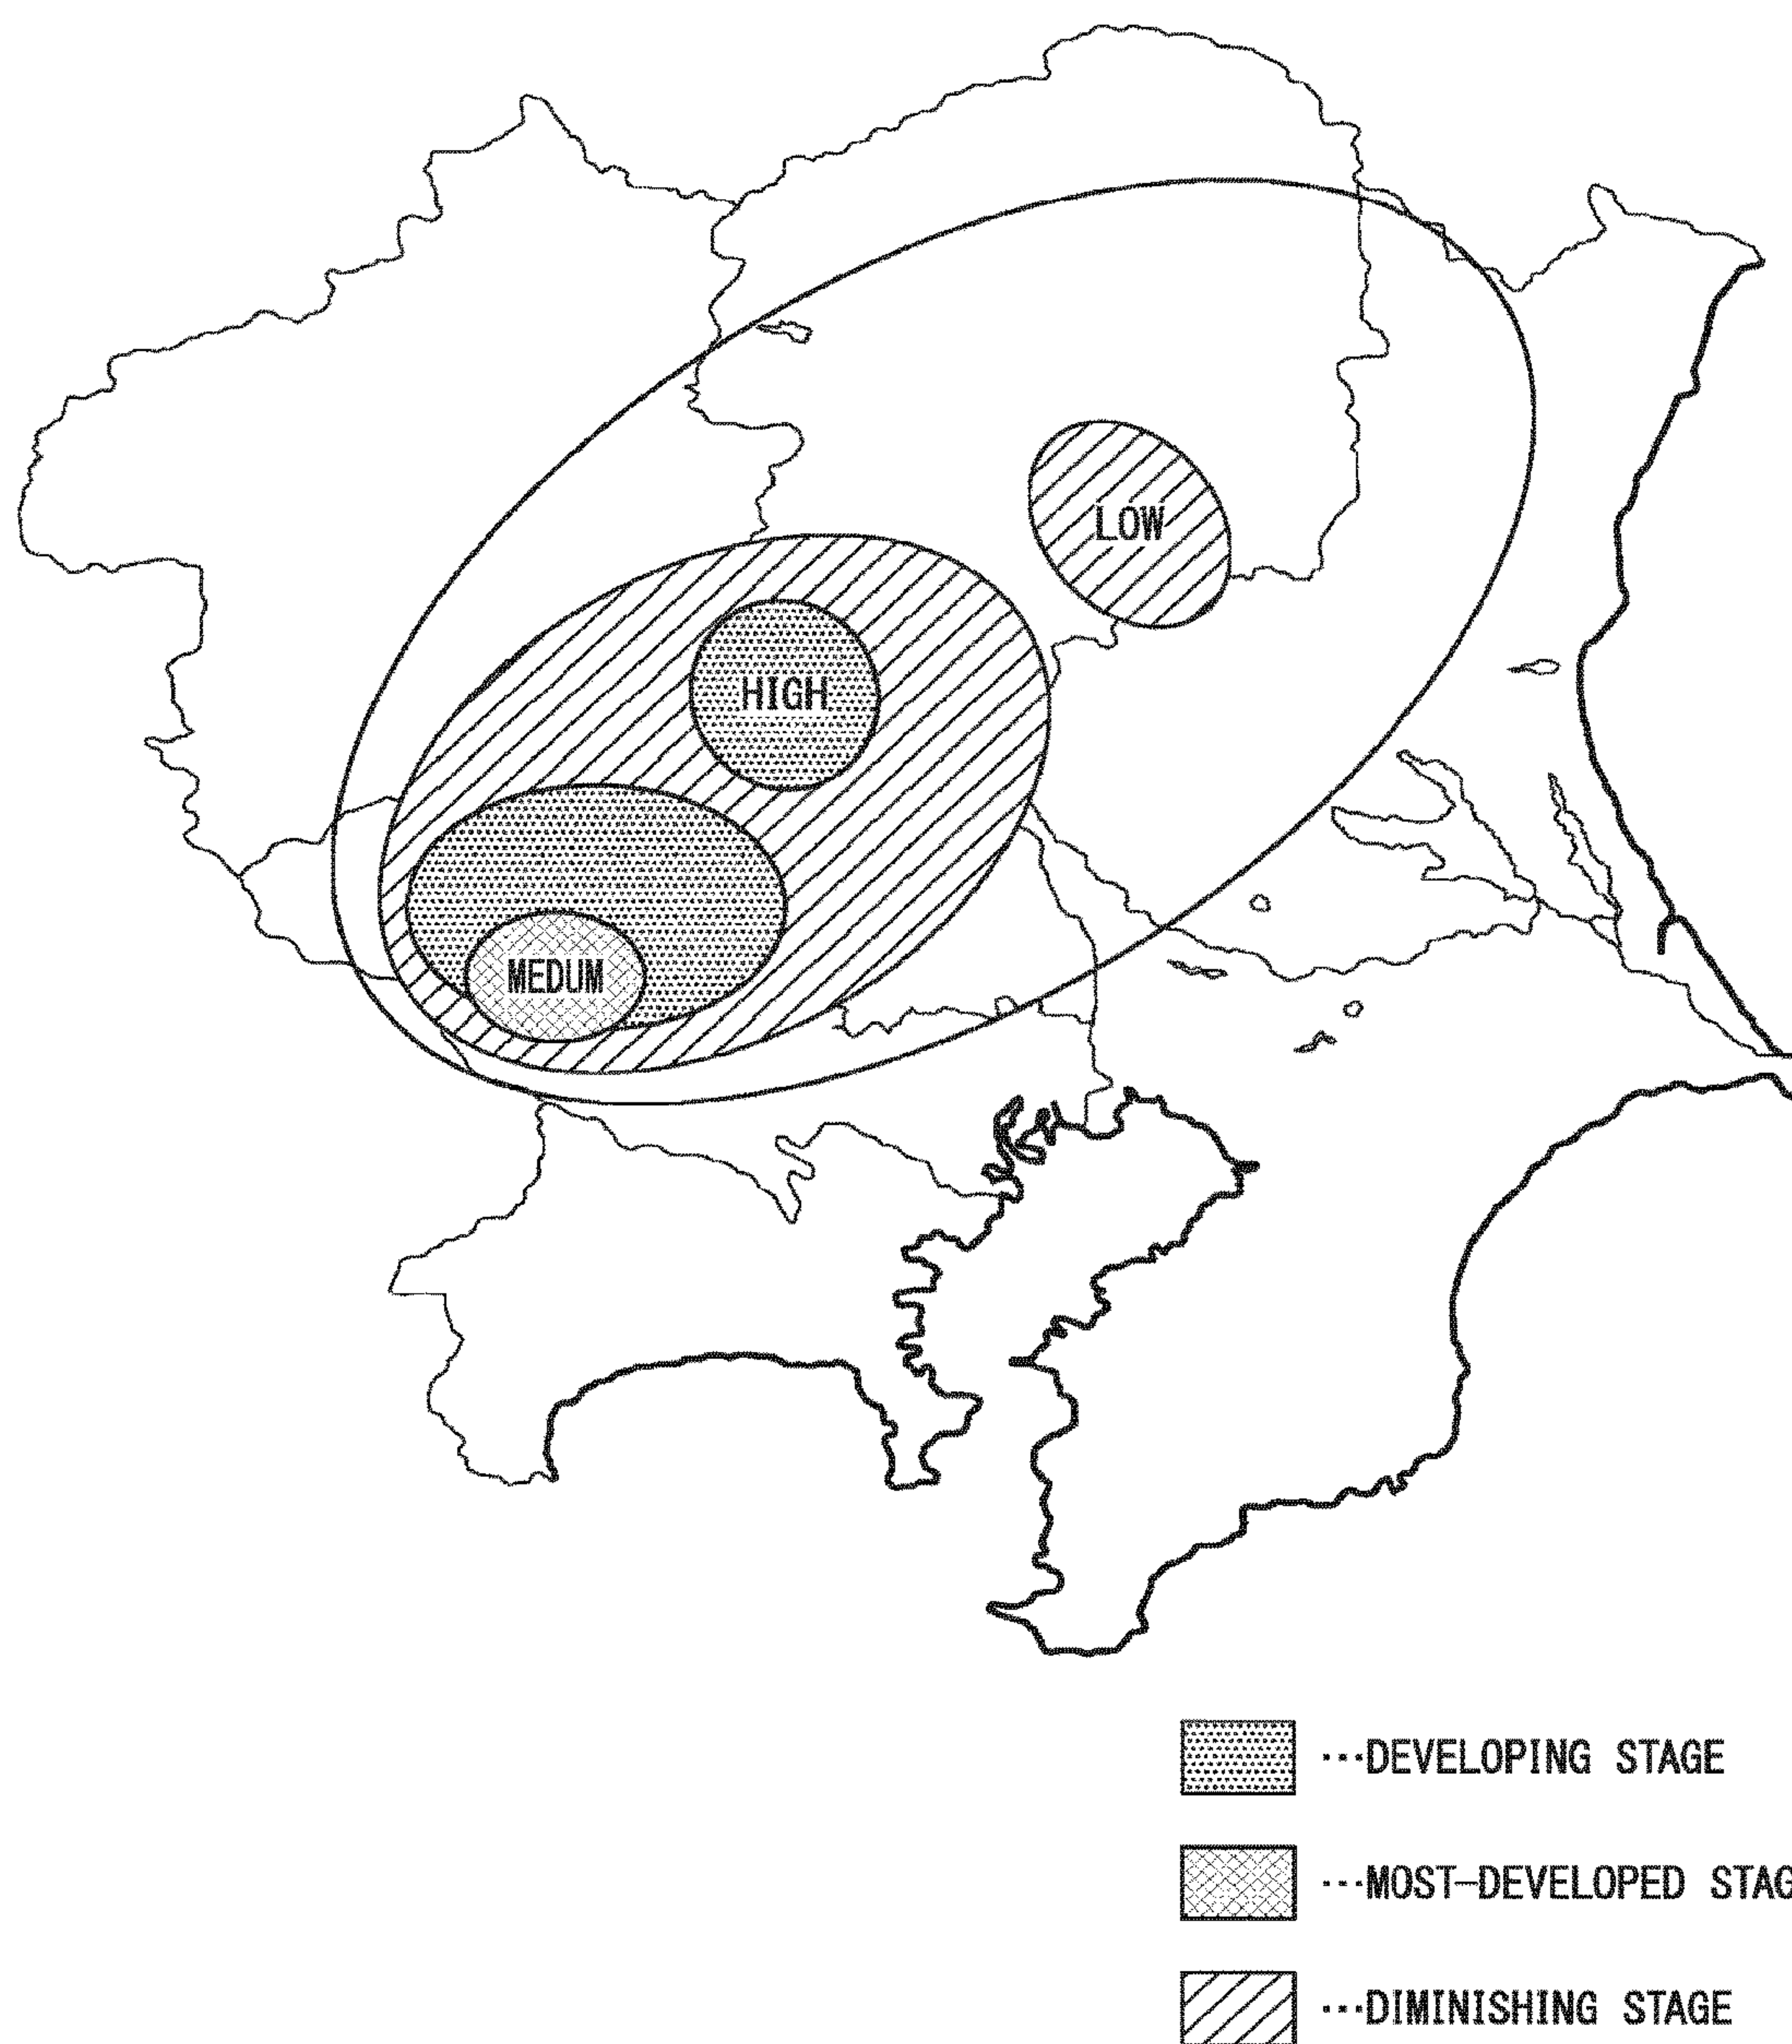 LOW
HIGH
MEDUM
···DEVELOPING STAGE
···MOST-DEVELOPED STAG
···DIMINISHING STAGE